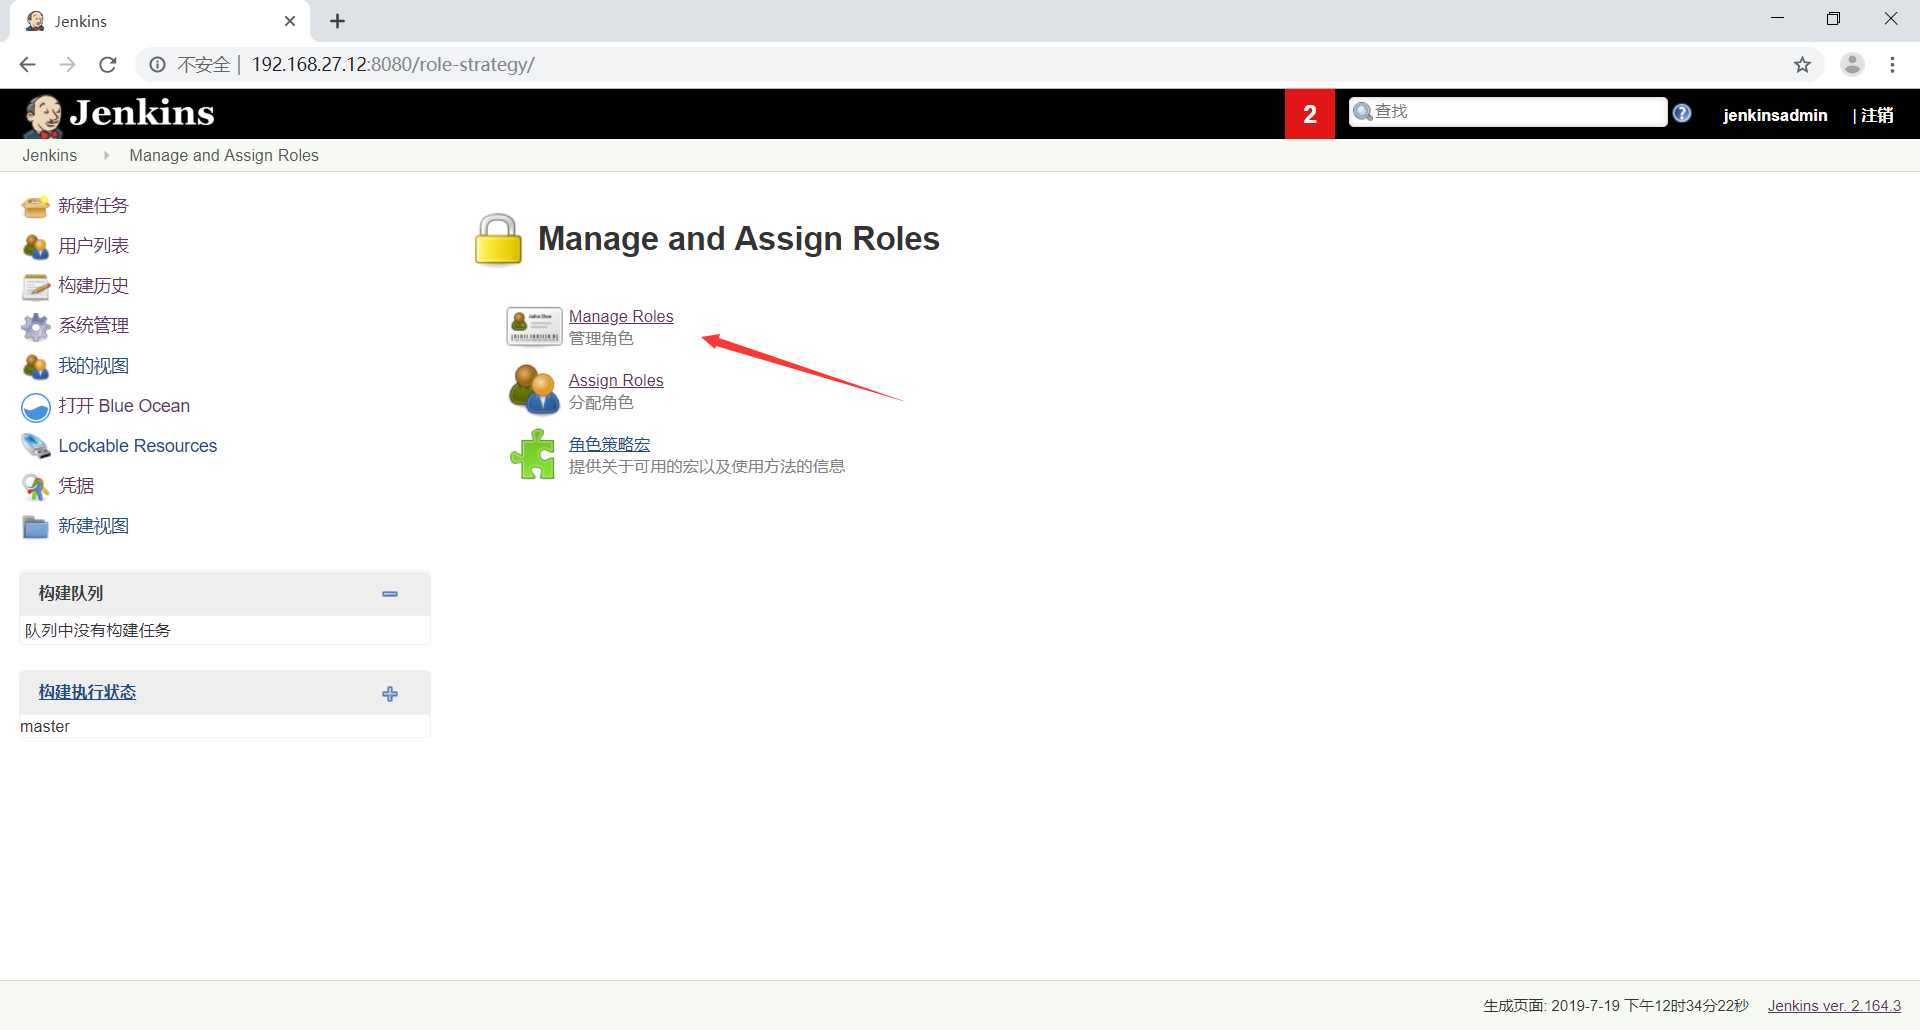 Jenkins
不安全 | 192.168.27.12:8080/role-strategy/
Jenkins
2
查找
jenkinsadmin
| 注销
Jenkins
Manage and Assign Roles
新建任务
用户列表
构建历史
系统管理
我的视图
打开 Blue Ocean
Lockable Resources
凭据
新建视图
构建队列
队列中没有构建任务
构建执行状态
master
Manage and Assign Roles
Manage Roles
管理角色
Assign Roles
分配角色
角色策略宏
提供关于可用的宏以及使用方法的信息
生成页面: 2019-7-19 下午12时34分22秒
Jenkins ver. 2.164.3